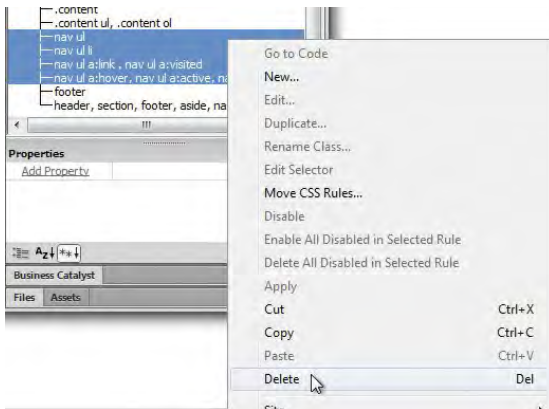 .content
.content ul, .content ol
nav ul
nav ul li
nav ul a:link , nav ul a:visited
nav ul a:hover, nav ul a:active, na
footer
header, section, footer, aside, na
Properties
Add Property
Business Catalyst
Files Assets
Go to Code
New...
Edit...
Duplicate...
Rename Class...
Edit Selector
Move CSS Rules...
Disable
Enable All Disabled in Selected Rule
Delete All Disabled in Selected Rule
Apply
Cut Ctrl+X
Copy Ctrl+C
Paste Ctrl+V
Delete Del